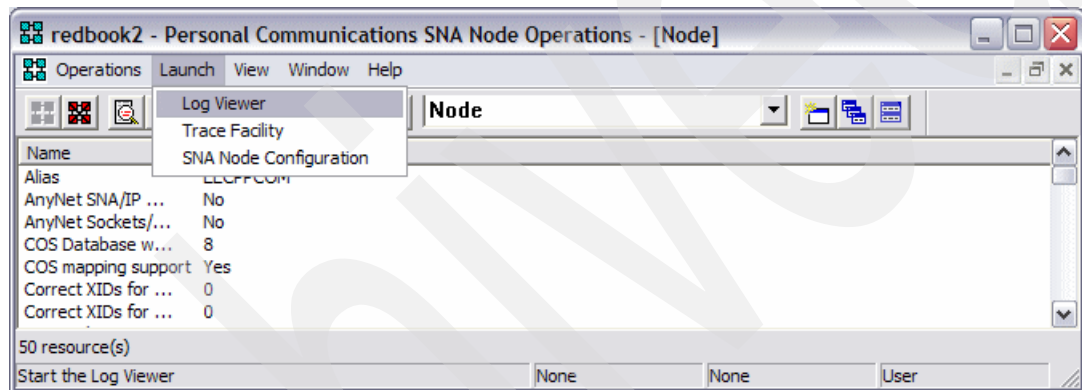 redbook2 - Personal Communications SNA Node Operations - [Node]
Operations Launch View Window Help
Log Viewer
Trace Facility
SNA Node Configuration
Node
Name
Alias
AnyNet SNA/IP ... No
AnyNet Sockets/... No
COS Database w... 8
COS mapping support Yes
Correct XIDs for ... 0
Correct XIDs for ... 0
50 resource(s)
Start the Log Viewer None None User